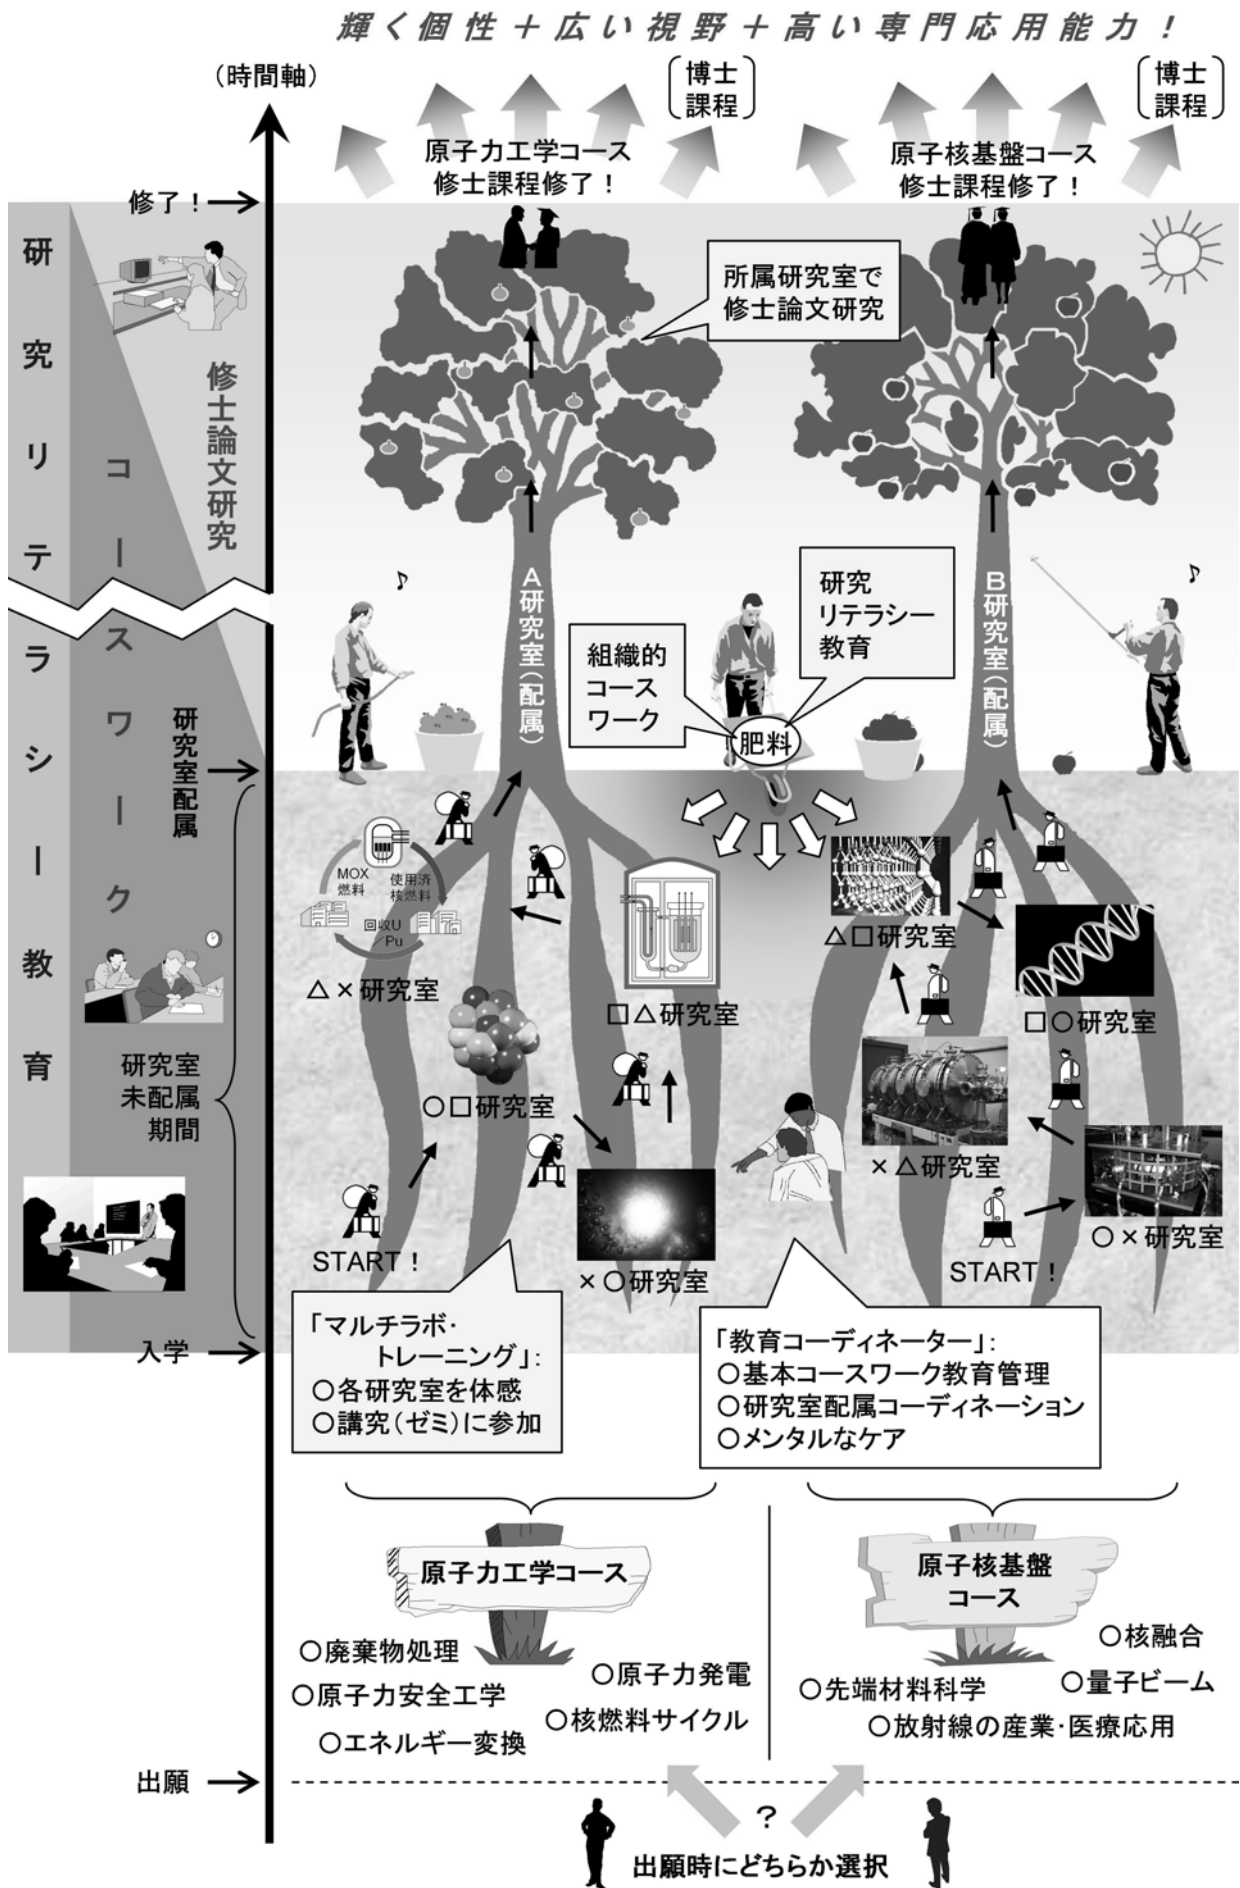 輝く個性＋広い視野＋高い専門応用能力！
（時間軸）
博士
課程
博士
課程
原子力工学コース
修士課程修了！
原子核基盤コース
修士課程修了！
修了！
研究リテラシー教育
コースワーク
修士論文研究
所属研究室で
修士論文研究
♪
♪
A研究室（配属）
B研究室（配属）
研究
リテラシー
教育
組織的
コース
ワーク
肥料
研究室配属
MOX
燃料
使用済
核燃料
回収U
／Pu
△×研究室
□△研究室
△□研究室
□○研究室
○□研究室
×△研究室
×○研究室
○×研究室
START！
START！
研究室
未配属
期間
入学
「マルチラボ・
トレーニング」：
○各研究室を体感
○講究（ゼミ）に参加
「教育コーディネーター」：
○基本コースワーク教育管理
○研究室配属コーディネーション
○メンタルなケア
原子力工学コース
原子核基盤
コース
○廃棄物処理
○原子力発電
○原子力安全工学
○核燃料サイクル
○エネルギー変換
○核融合
○先端材料科学
○量子ビーム
○放射線の産業・医療応用
出願
？
出願時にどちらか選択